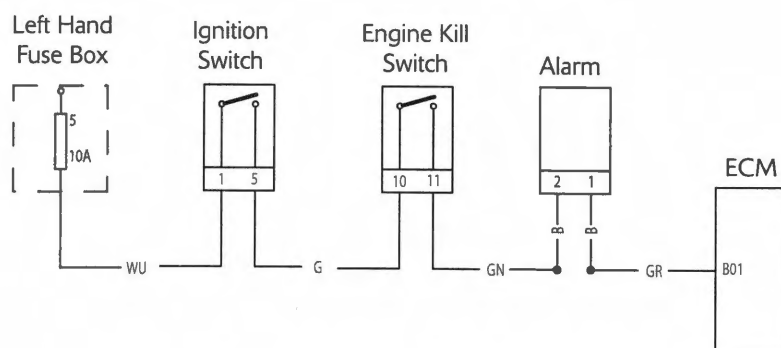 Left Hand
Fuse Box
Ignition
Switch
Engine Kill
Switch
Alarm
ECM
5
10A
1 5
10 11
2 1
B B
WU
G
GN
GR
B01